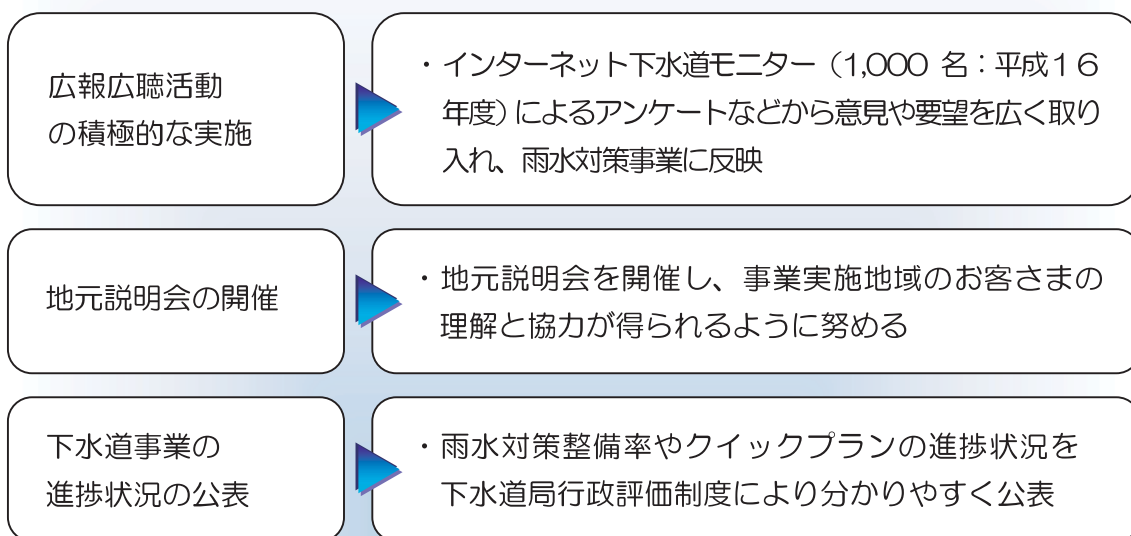 広報広聴活動
の積極的な実施
・インターネット下水道モニター（1,000 名：平成１６
年度）によるアンケートなどから意見や要望を広く取り
入れ、雨水対策事業に反映
地元説明会の開催
・地元説明会を開催し、事業実施地域のお客さまの
理解と協力が得られるように努める
下水道事業の
進捗状況の公表
・雨水対策整備率やクイックプランの進捗状況を
下水道局行政評価制度により分かりやすく公表